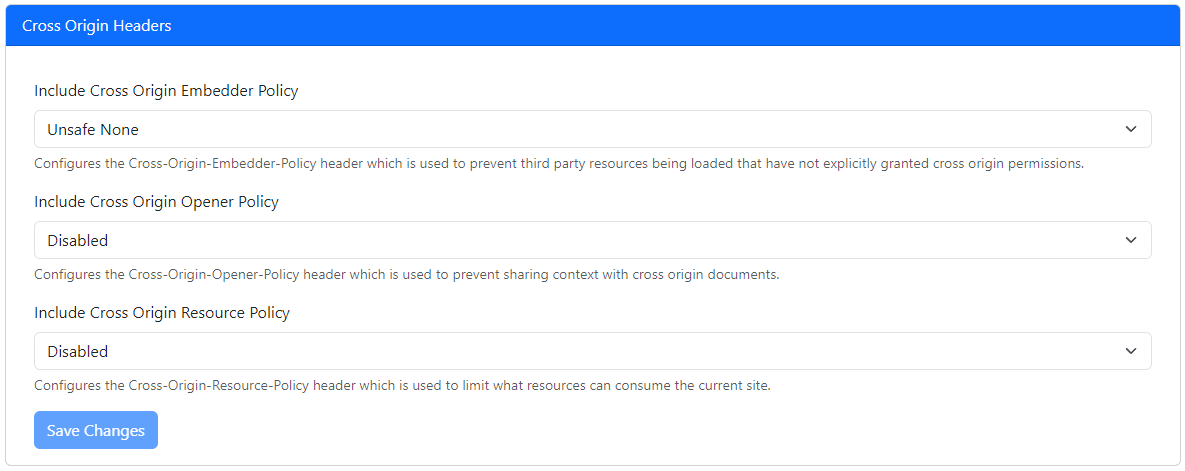 Cross Origin Headers
Include Cross Origin Embedder Policy
Unsafe None
Configures the Cross-Origin-Embedder-Policy header which is used to prevent third party resources being loaded that have not explicitly granted cross origin permissions.
Include Cross Origin Opener Policy
Disabled
Configures the Cross-Origin-Opener-Policy header which is used to prevent sharing context with cross origin documents.
Include Cross Origin Resource Policy
Disabled
Configures the Cross-Origin-Resource-Policy header which is used to limit what resources can consume the current site.
Save Changes